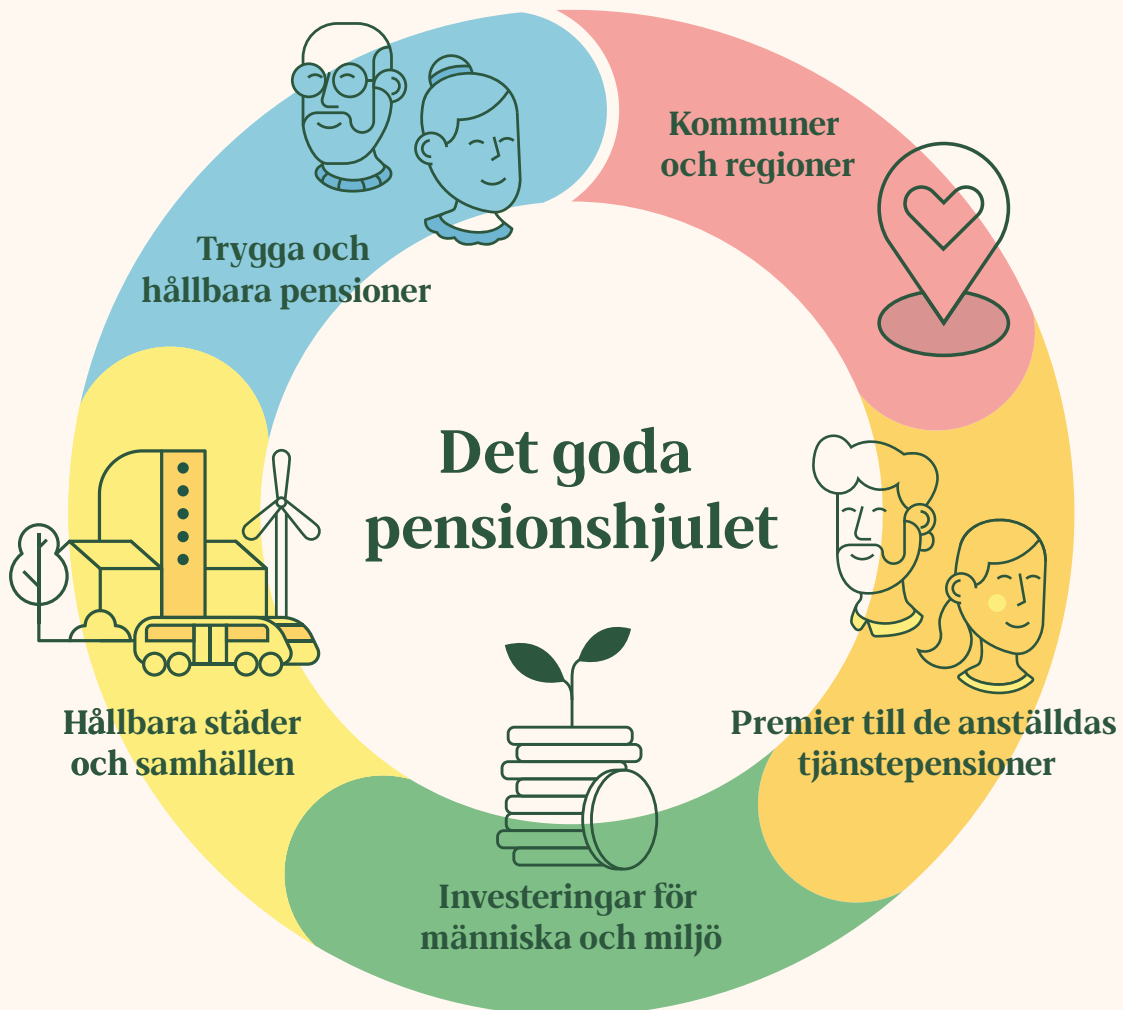 Kommuner
och regioner
Trygga och
hållbara pensioner
Det goda
pensionshjulet
Hållbara städer
och samhällen
Premier till de anställdas
tjänstepensioner
Investeringar för
människa och miljö